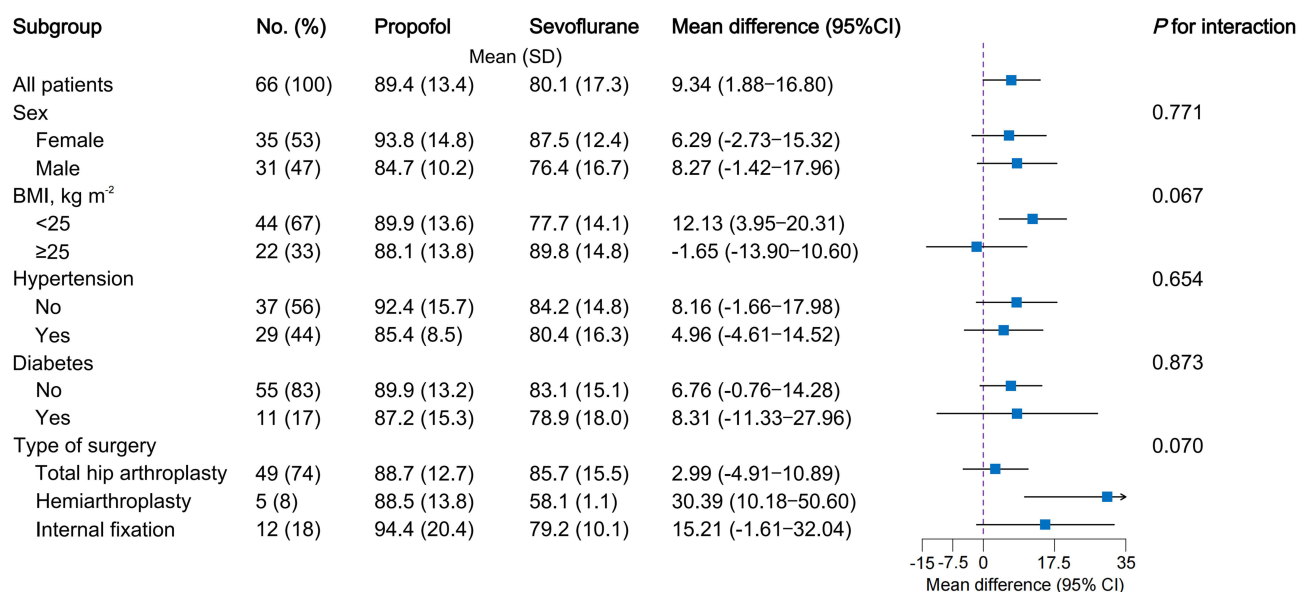 Subgroup No. (%) Propofol Sevoflurane Mean difference (95%CI) P for interaction
Mean (SD)
All patients 66 (100) 89.4 (13.4) 80.1 (17.3) 9.34 (1.88−16.80)
Sex 0.771
Female 35 (53) 93.8 (14.8) 87.5 (12.4) 6.29 (-2.73−15.32)
Male 31 (47) 84.7 (10.2) 76.4 (16.7) 8.27 (-1.42−17.96)
BMI, kg m⁻² 0.067
<25 44 (67) 89.9 (13.6) 77.7 (14.1) 12.13 (3.95−20.31)
≥25 22 (33) 88.1 (13.8) 89.8 (14.8) -1.65 (-13.90−10.60)
Hypertension 0.654
No 37 (56) 92.4 (15.7) 84.2 (14.8) 8.16 (-1.66−17.98)
Yes 29 (44) 85.4 (8.5) 80.4 (16.3) 4.96 (-4.61−14.52)
Diabetes 0.873
No 55 (83) 89.9 (13.2) 83.1 (15.1) 6.76 (-0.76−14.28)
Yes 11 (17) 87.2 (15.3) 78.9 (18.0) 8.31 (-11.33−27.96)
Type of surgery 0.070
Total hip arthroplasty 49 (74) 88.7 (12.7) 85.7 (15.5) 2.99 (-4.91−10.89)
Hemiarthroplasty 5 (8) 88.5 (13.8) 58.1 (1.1) 30.39 (10.18−50.60)
Internal fixation 12 (18) 94.4 (20.4) 79.2 (10.1) 15.21 (-1.61−32.04)
-15 -7.5 0 17.5 35
Mean difference (95% CI)